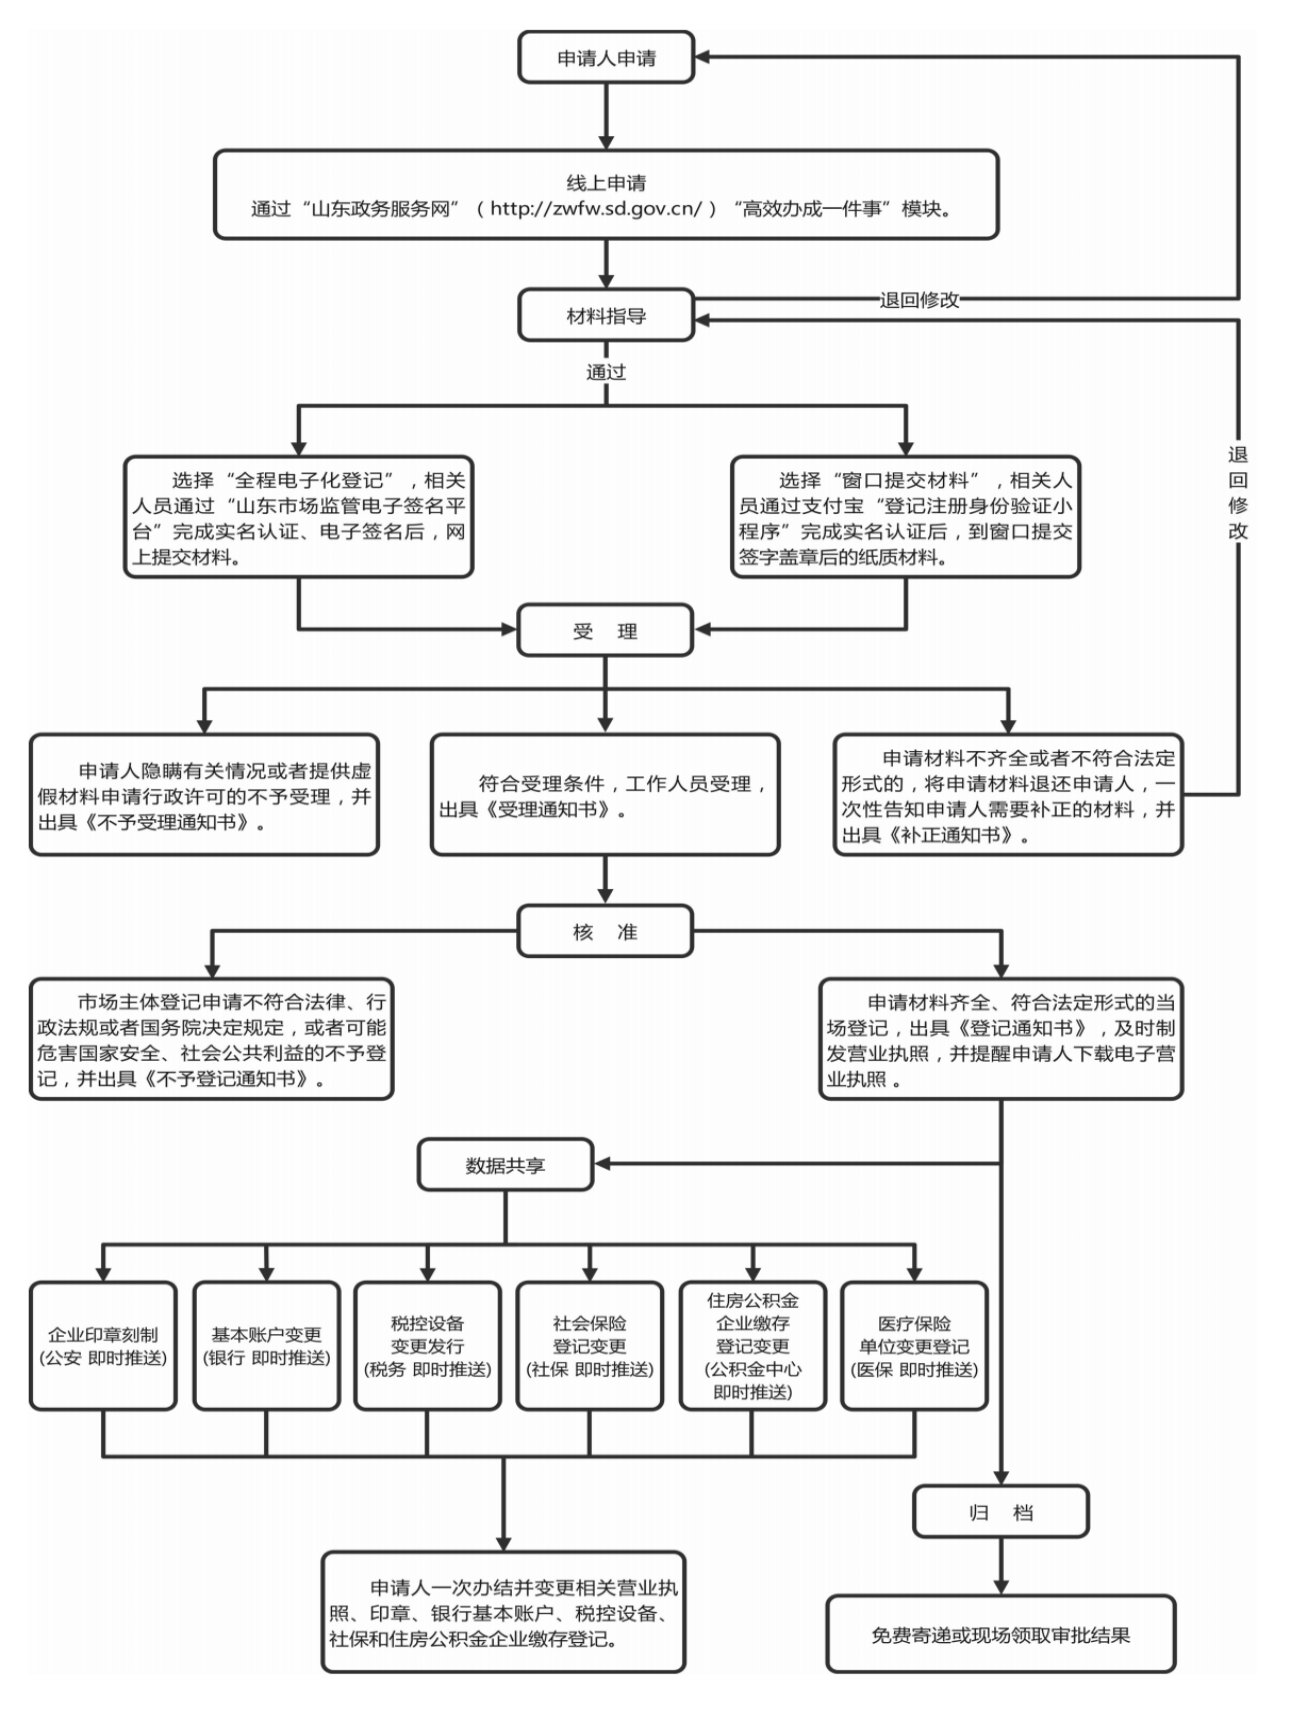 申请人申请
线上申请
通过“山东政务服务网”（http://zwfw.sd.gov.cn/）“高效办成一件事”模块。
材料指导
退回修改
通过
退
回
修
改
选择“全程电子化登记”，相关
人员通过“山东市场监管电子签名平
台”完成实名认证、电子签名后，网
上提交材料。
选择“窗口提交材料”，相关人
员通过支付宝“登记注册身份验证小
程序”完成实名认证后，到窗口提交
签字盖章后的纸质材料。
受 理
申请人隐瞒有关情况或者提供虚
假材料申请行政许可的不予受理，并
出具《不予受理通知书》。
符合受理条件，工作人员受理，
出具《受理通知书》。
申请材料不齐全或者不符合法定
形式的，将申请材料退还申请人，一
次性告知申请人需要补正的材料，并
出具《补正通知书》。
核 准
市场主体登记申请不符合法律、行
政法规或者国务院决定规定，或者可能
危害国家安全、社会公共利益的不予登
记，并出具《不予登记通知书》。
申请材料齐全、符合法定形式的当
场登记，出具《登记通知书》，及时制
发营业执照，并提醒申请人下载电子营
业执照。
数据共享
企业印章刻制
(公安 即时推送)
基本账户变更
(银行 即时推送)
税控设备
变更发行
(税务 即时推送)
社会保险
登记变更
(社保 即时推送)
住房公积金
企业缴存
登记变更
(公积金中心
即时推送)
医疗保险
单位变更登记
(医保 即时推送)
归 档
申请人一次办结并变更相关营业执
照、印章、银行基本账户、税控设备、
社保和住房公积金企业缴存登记。
免费寄递或现场领取审批结果